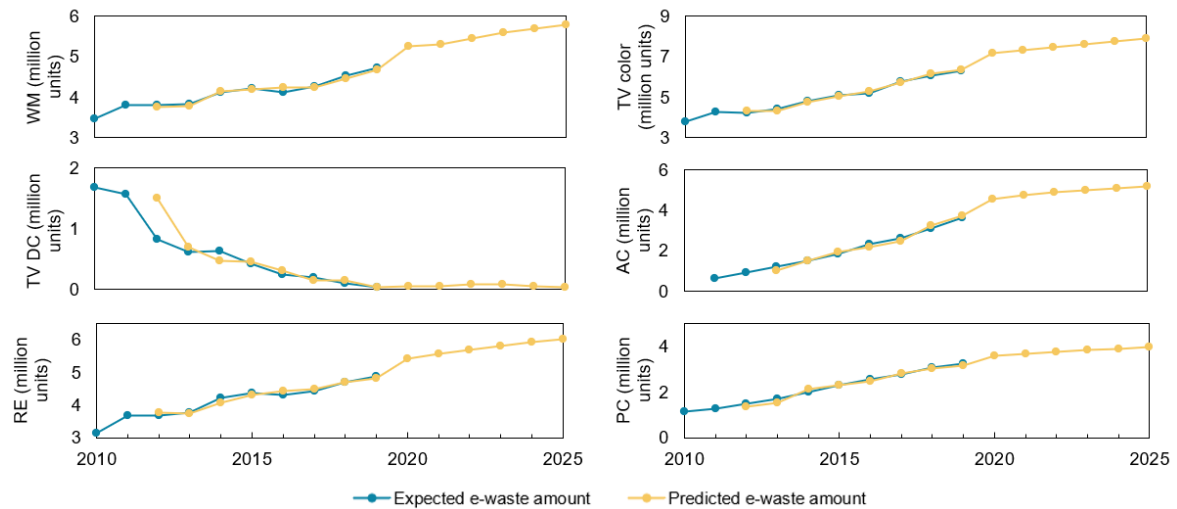 6
5
4
3
WM (million
units)
9
7
5
3
TV color
(million units)
2
1
0
TV DC (million
units)
6
4
2
0
AC (million
units)
6
5
4
3
RE (million
units)
2010 2015 2020 2025
4
2
0
PC (million
units)
2010 2015 2020 2025
Expected e-waste amount Predicted e-waste amount